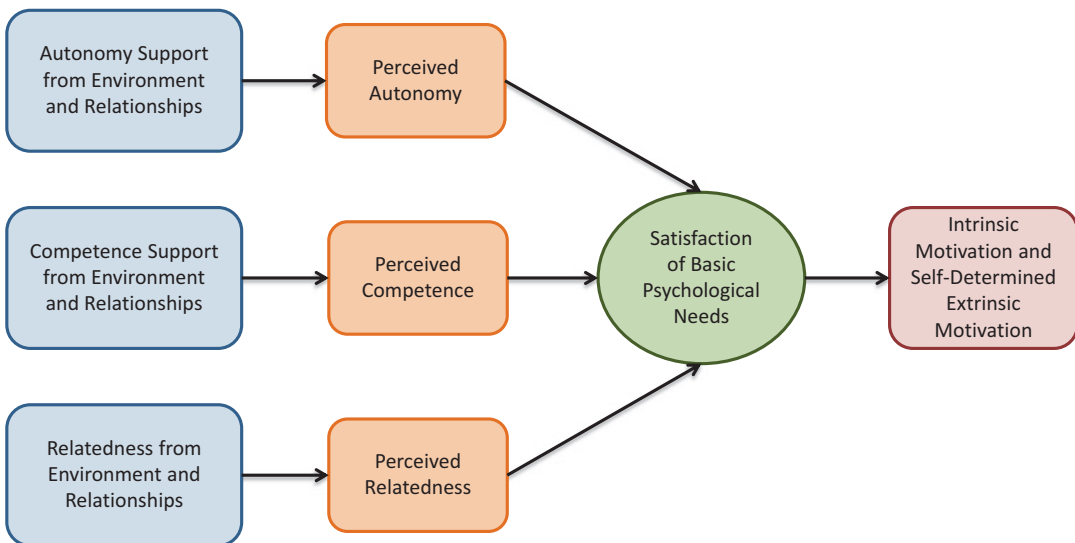 Autonomy Support
from Environment
and Relationships
Perceived
Autonomy
Competence Support
from Environment
and Relationships
Perceived
Competence
Satisfaction
of Basic
Psychological
Needs
Intrinsic
Motivation and
Self-Determined
Extrinsic
Motivation
Relatedness from
Environment and
Relationships
Perceived
Relatedness